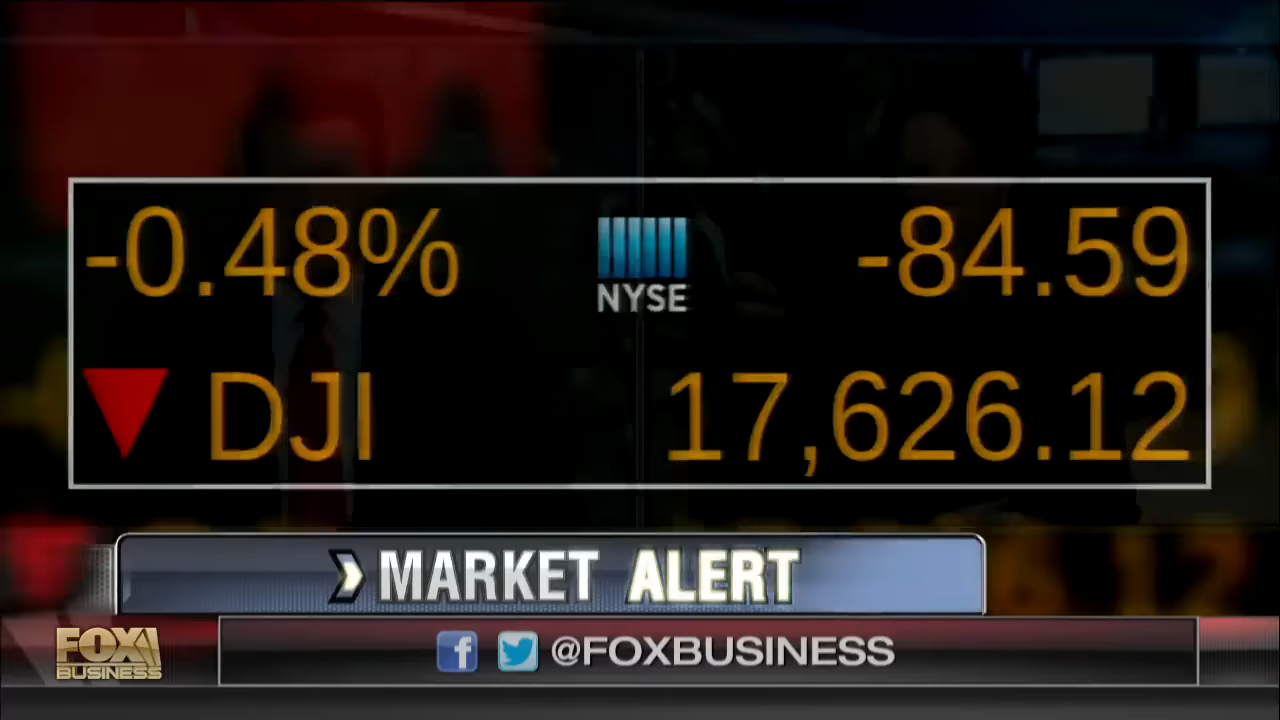 -0.48%
NYSE
-84.59
DJI
17,626.12
MARKET ALERT
FOX
BUSINESS
f
@FOXBUSINESS